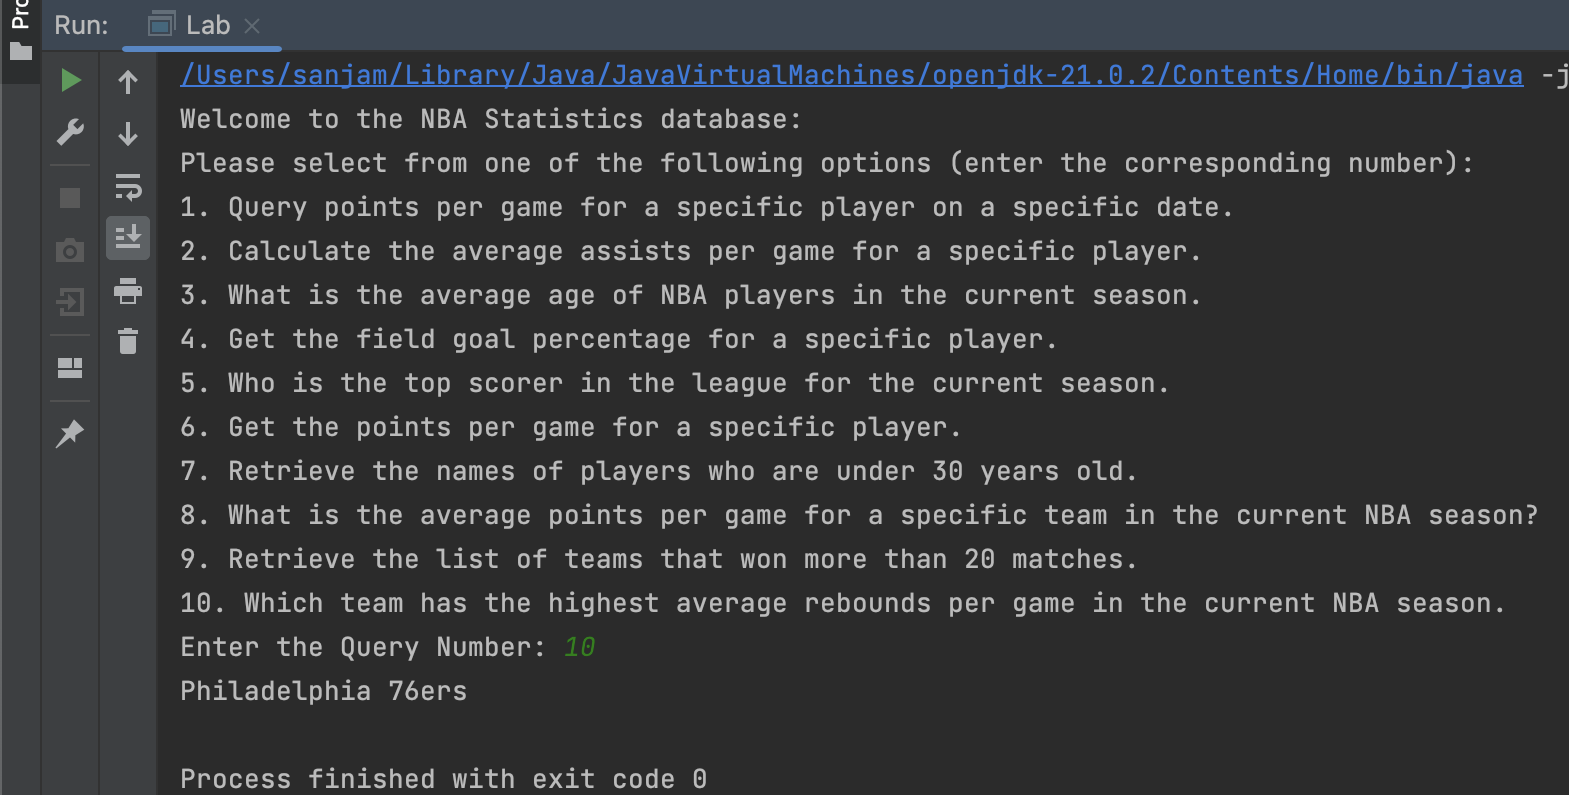 Pro
Run: Lab
/Users/sanjam/Library/Java/JavaVirtualMachines/openjdk-21.0.2/Contents/Home/bin/java -j
Welcome to the NBA Statistics database:
Please select from one of the following options (enter the corresponding number):
1. Query points per game for a specific player on a specific date.
2. Calculate the average assists per game for a specific player.
3. What is the average age of NBA players in the current season.
4. Get the field goal percentage for a specific player.
5. Who is the top scorer in the league for the current season.
6. Get the points per game for a specific player.
7. Retrieve the names of players who are under 30 years old.
8. What is the average points per game for a specific team in the current NBA season?
9. Retrieve the list of teams that won more than 20 matches.
10. Which team has the highest average rebounds per game in the current NBA season.
Enter the Query Number: 10
Philadelphia 76ers
Process finished with exit code 0